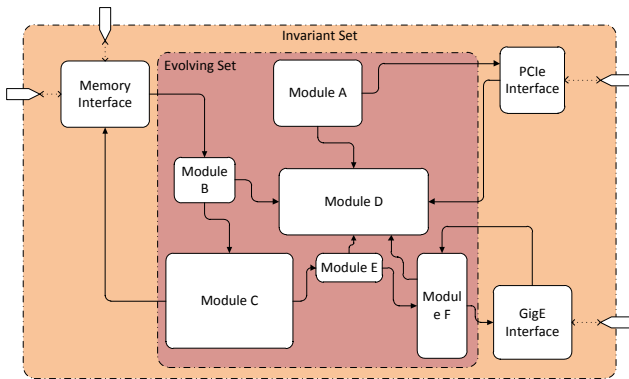 Invariant Set
Evolving Set
Memory
Interface
Module A
PCIe
Interface
Module
B
Module D
Module C
Module E
Modul
e F
GigE
Interface